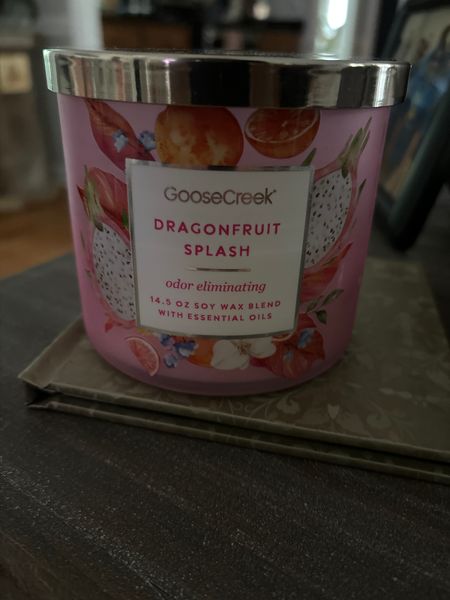 GooseCreek®
DRAGONFRUIT
SPLASH
odor eliminating
14.5 OZ SOY WAX BLEND
WITH ESSENTIAL OILS